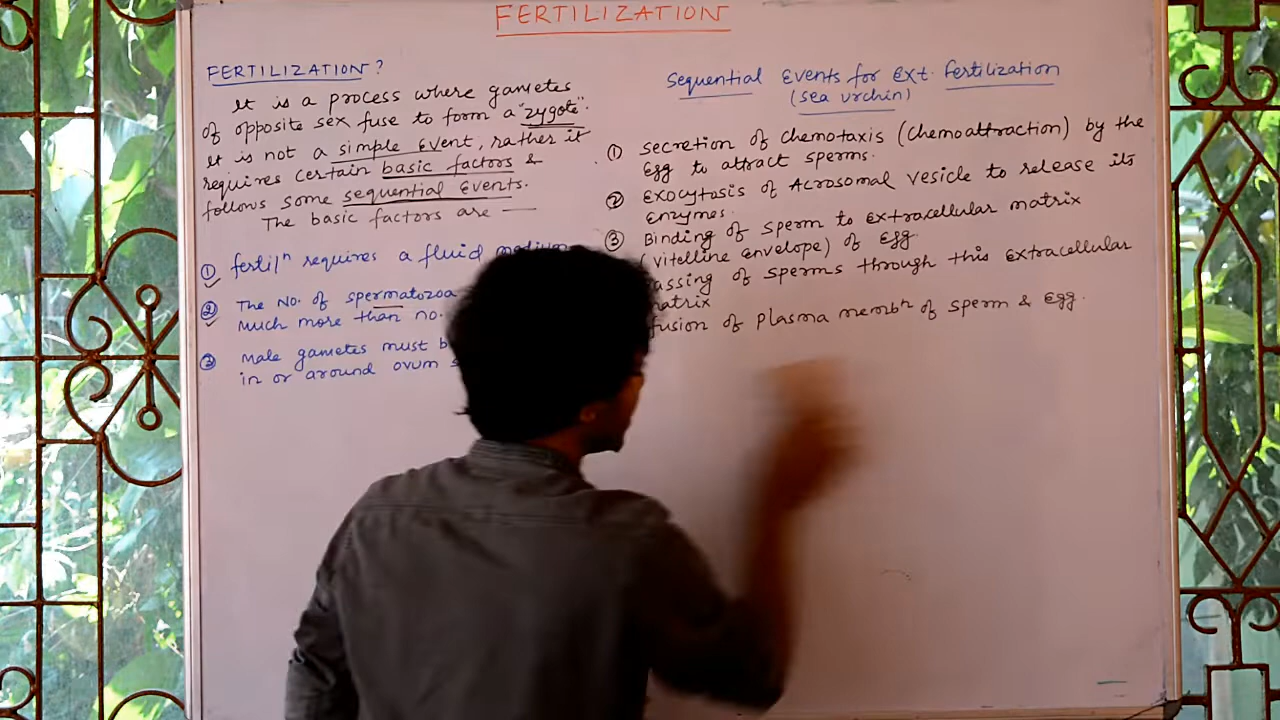 FERTILIZATION
FERTILIZATION?
It is a process where gametes
of opposite sex fuse to form a "zygote".
It is not a simple event, rather it
requires certain basic factors &
follows some sequential events.
The basic factors are —
① fertilⁿ requires a fluid medium
② The No. of spermatozoa
much more than no.
③ Male gametes must b
in or around ovum s
Sequential Events for Ext. fertilization
(sea urchin)
① secretion of chemotaxis (chemoattraction) by the
Egg to attract sperms.
② Exocytosis of Acrosomal vesicle to release its
Enzymes.
③ Binding of sperm to extracellular matrix
(vitelline envelope) of Egg.
assing of sperms through this extracellular
matrix
fusion of plasma membⁿ of sperm & Egg.